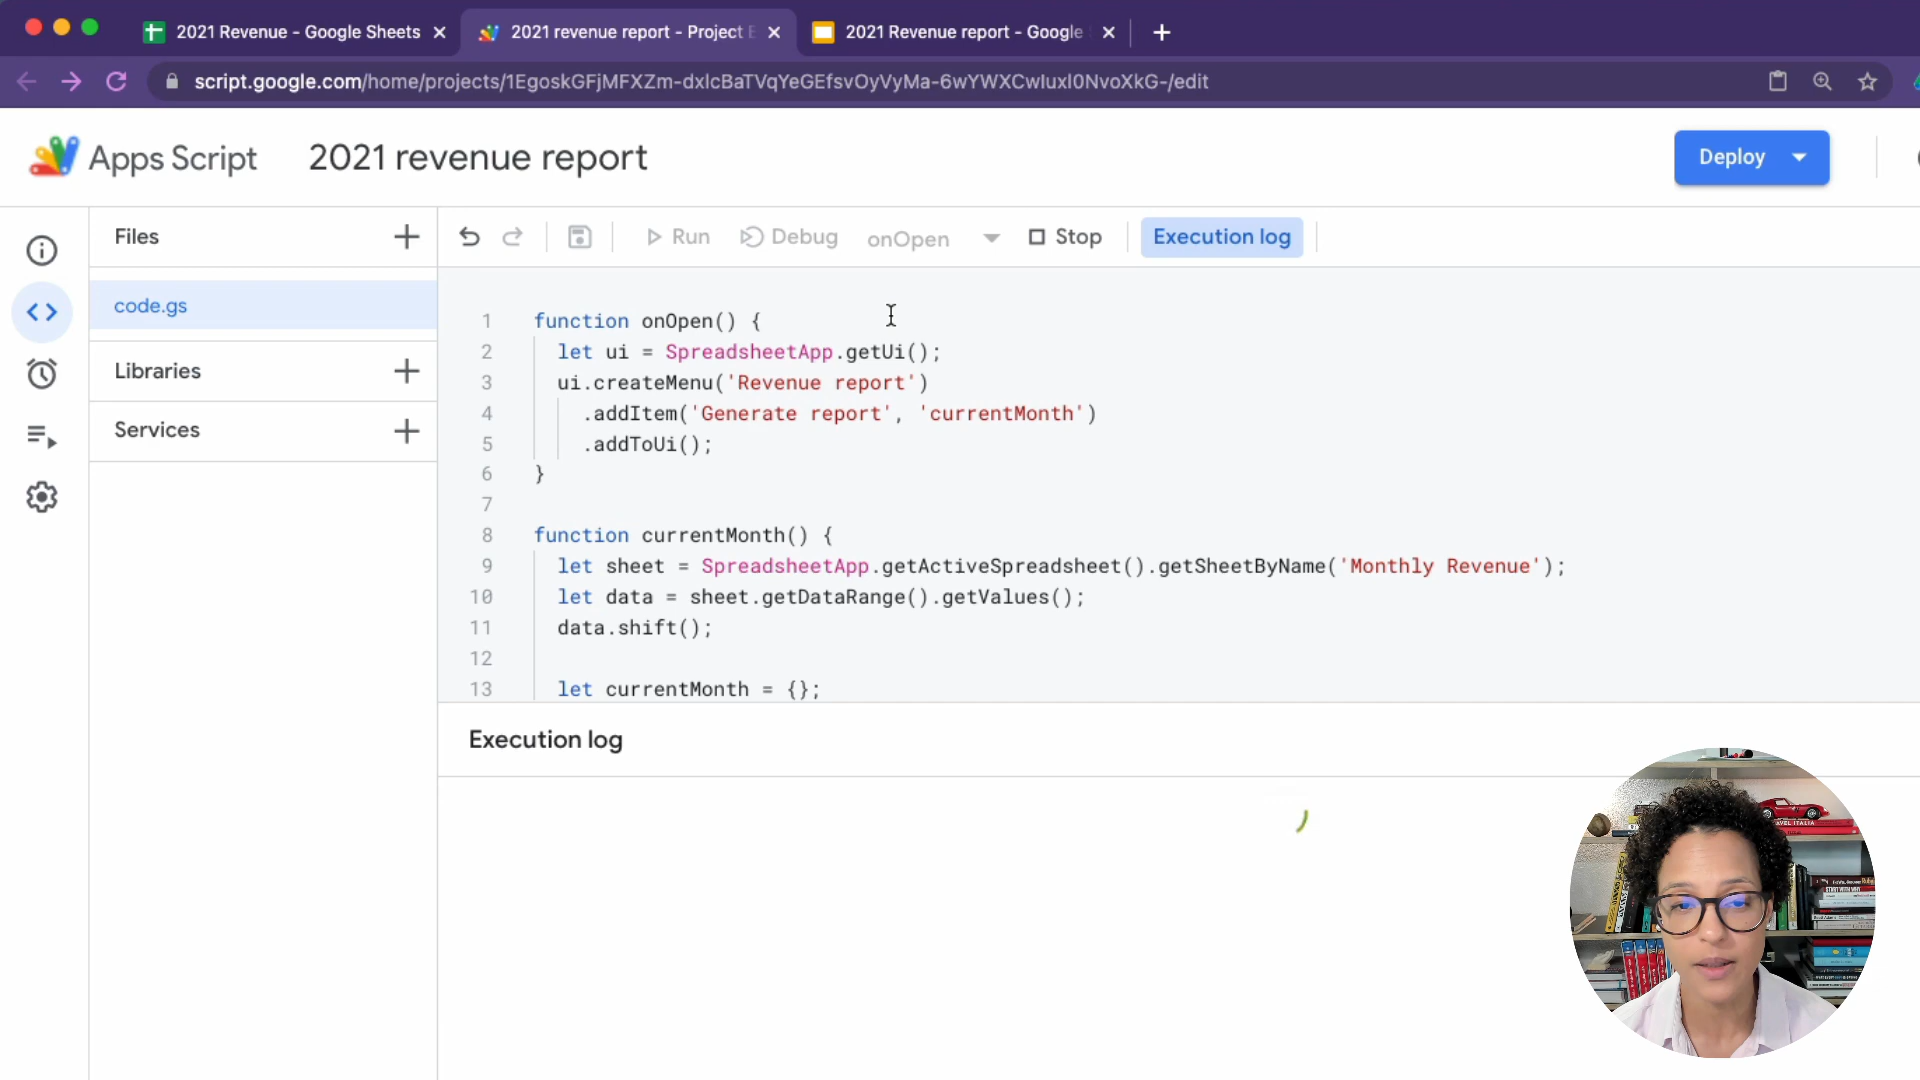 2021 Revenue - Google Sheets
2021 revenue report - Project E
2021 Revenue report - Google
script.google.com/home/projects/1EgoskGFjMFXZm-dxlcBaTVqYeGEfsvOyVyMa-6wYWXCwIuxl0NvoXkG-/edit
Apps Script
2021 revenue report
Deploy
Files
Run
Debug
onOpen
Stop
Execution log
code.gs
Libraries
Services
1 function onOpen() {
2 let ui = SpreadsheetApp.getUi();
3 ui.createMenu('Revenue report')
4 .addItem('Generate report', 'currentMonth')
5 .addToUi();
6 }
7
8 function currentMonth() {
9 let sheet = SpreadsheetApp.getActiveSpreadsheet().getSheetByName('Monthly Revenue');
10 let data = sheet.getDataRange().getValues();
11 data.shift();
12
13 let currentMonth = {};
Execution log
START WITH WHY